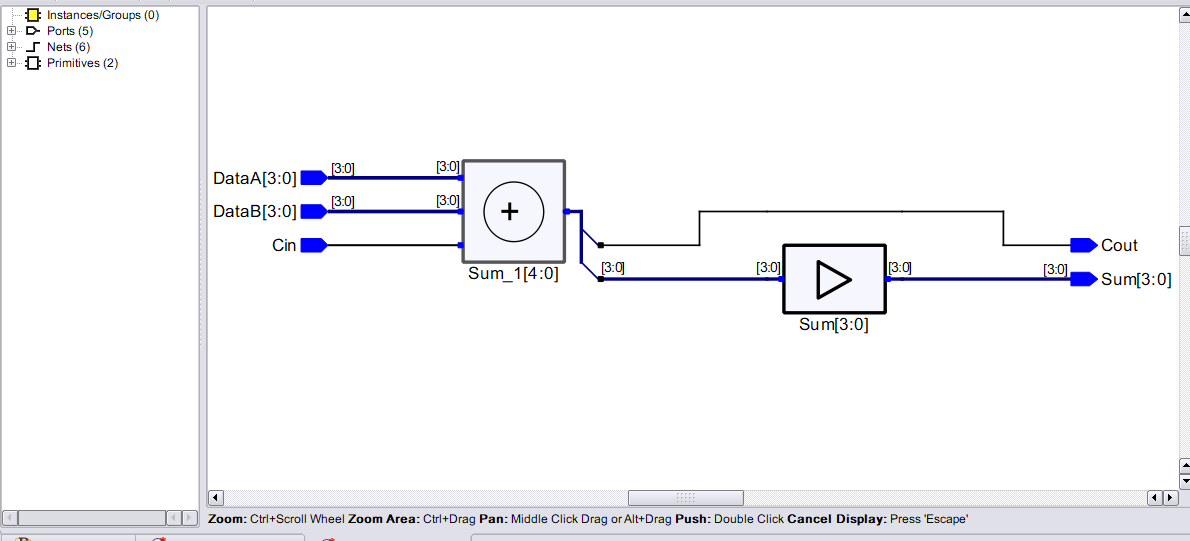 Instances/Groups (0)
Ports (5)
Nets (6)
Primitives (2)
DataA[3:0] [3:0] [3:0]
DataB[3:0] [3:0] [3:0]
Cin
+
Sum_1[4:0]
Cout
[3:0] [3:0] [3:0] [3:0] Sum[3:0]
Sum[3:0]
Zoom: Ctrl+Scroll Wheel Zoom Area: Ctrl+Drag Pan: Middle Click Drag or Alt+Drag Push: Double Click Cancel Display: Press 'Escape'